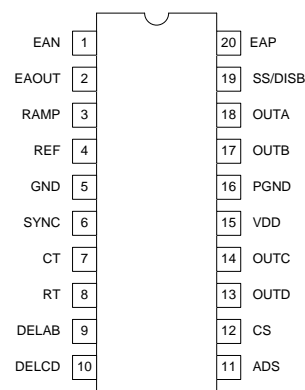 EAN 1 20 EAP
EAOUT 2 19 SS/DISB
RAMP 3 18 OUTA
REF 4 17 OUTB
GND 5 16 PGND
SYNC 6 15 VDD
CT 7 14 OUTC
RT 8 13 OUTD
DELAB 9 12 CS
DELCD 10 11 ADS